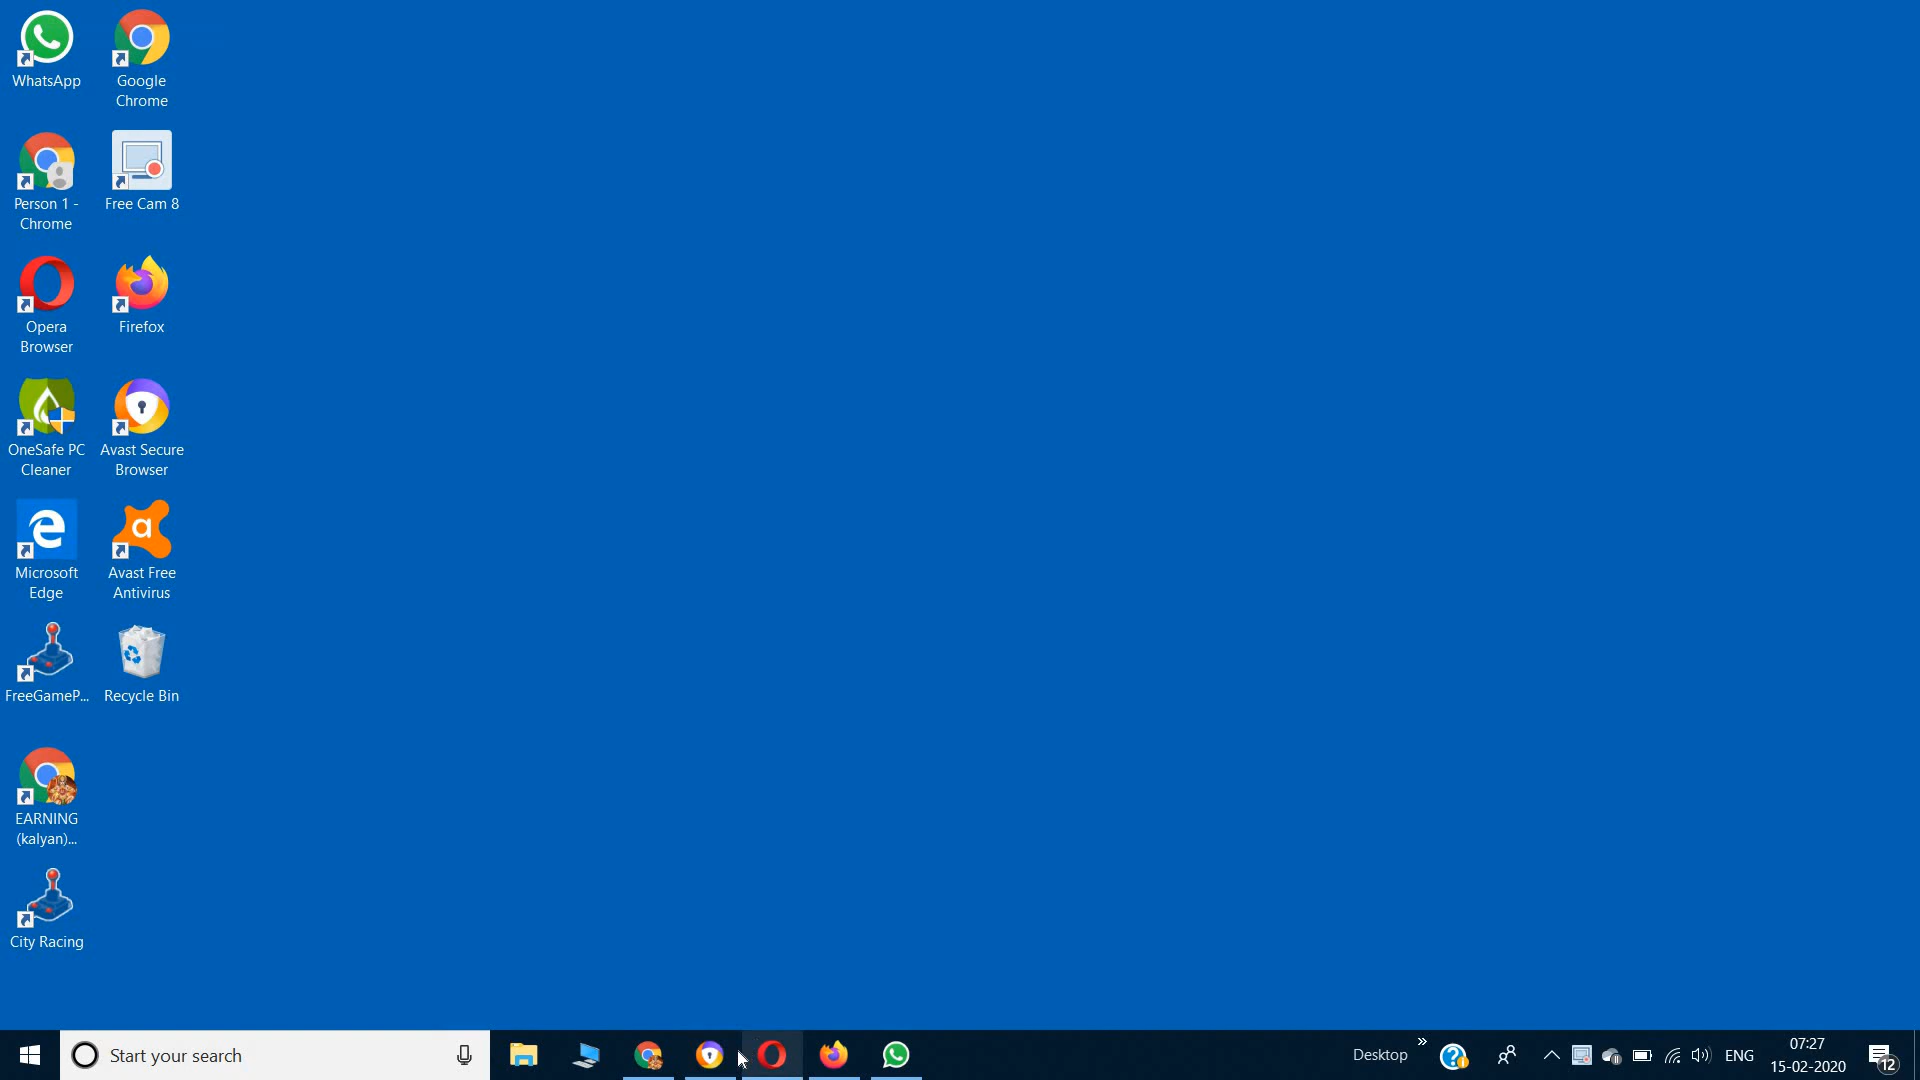 WhatsApp
Google
Chrome
Person 1 -
Chrome
Free Cam 8
Opera
Browser
Firefox
OneSafe PC
Cleaner
Avast Secure
Browser
Microsoft
Edge
Avast Free
Antivirus
FreeGameP...
Recycle Bin
EARNING
(kalyan)...
City Racing
Start your search
Desktop
»
ENG
07:27
15-02-2020
12